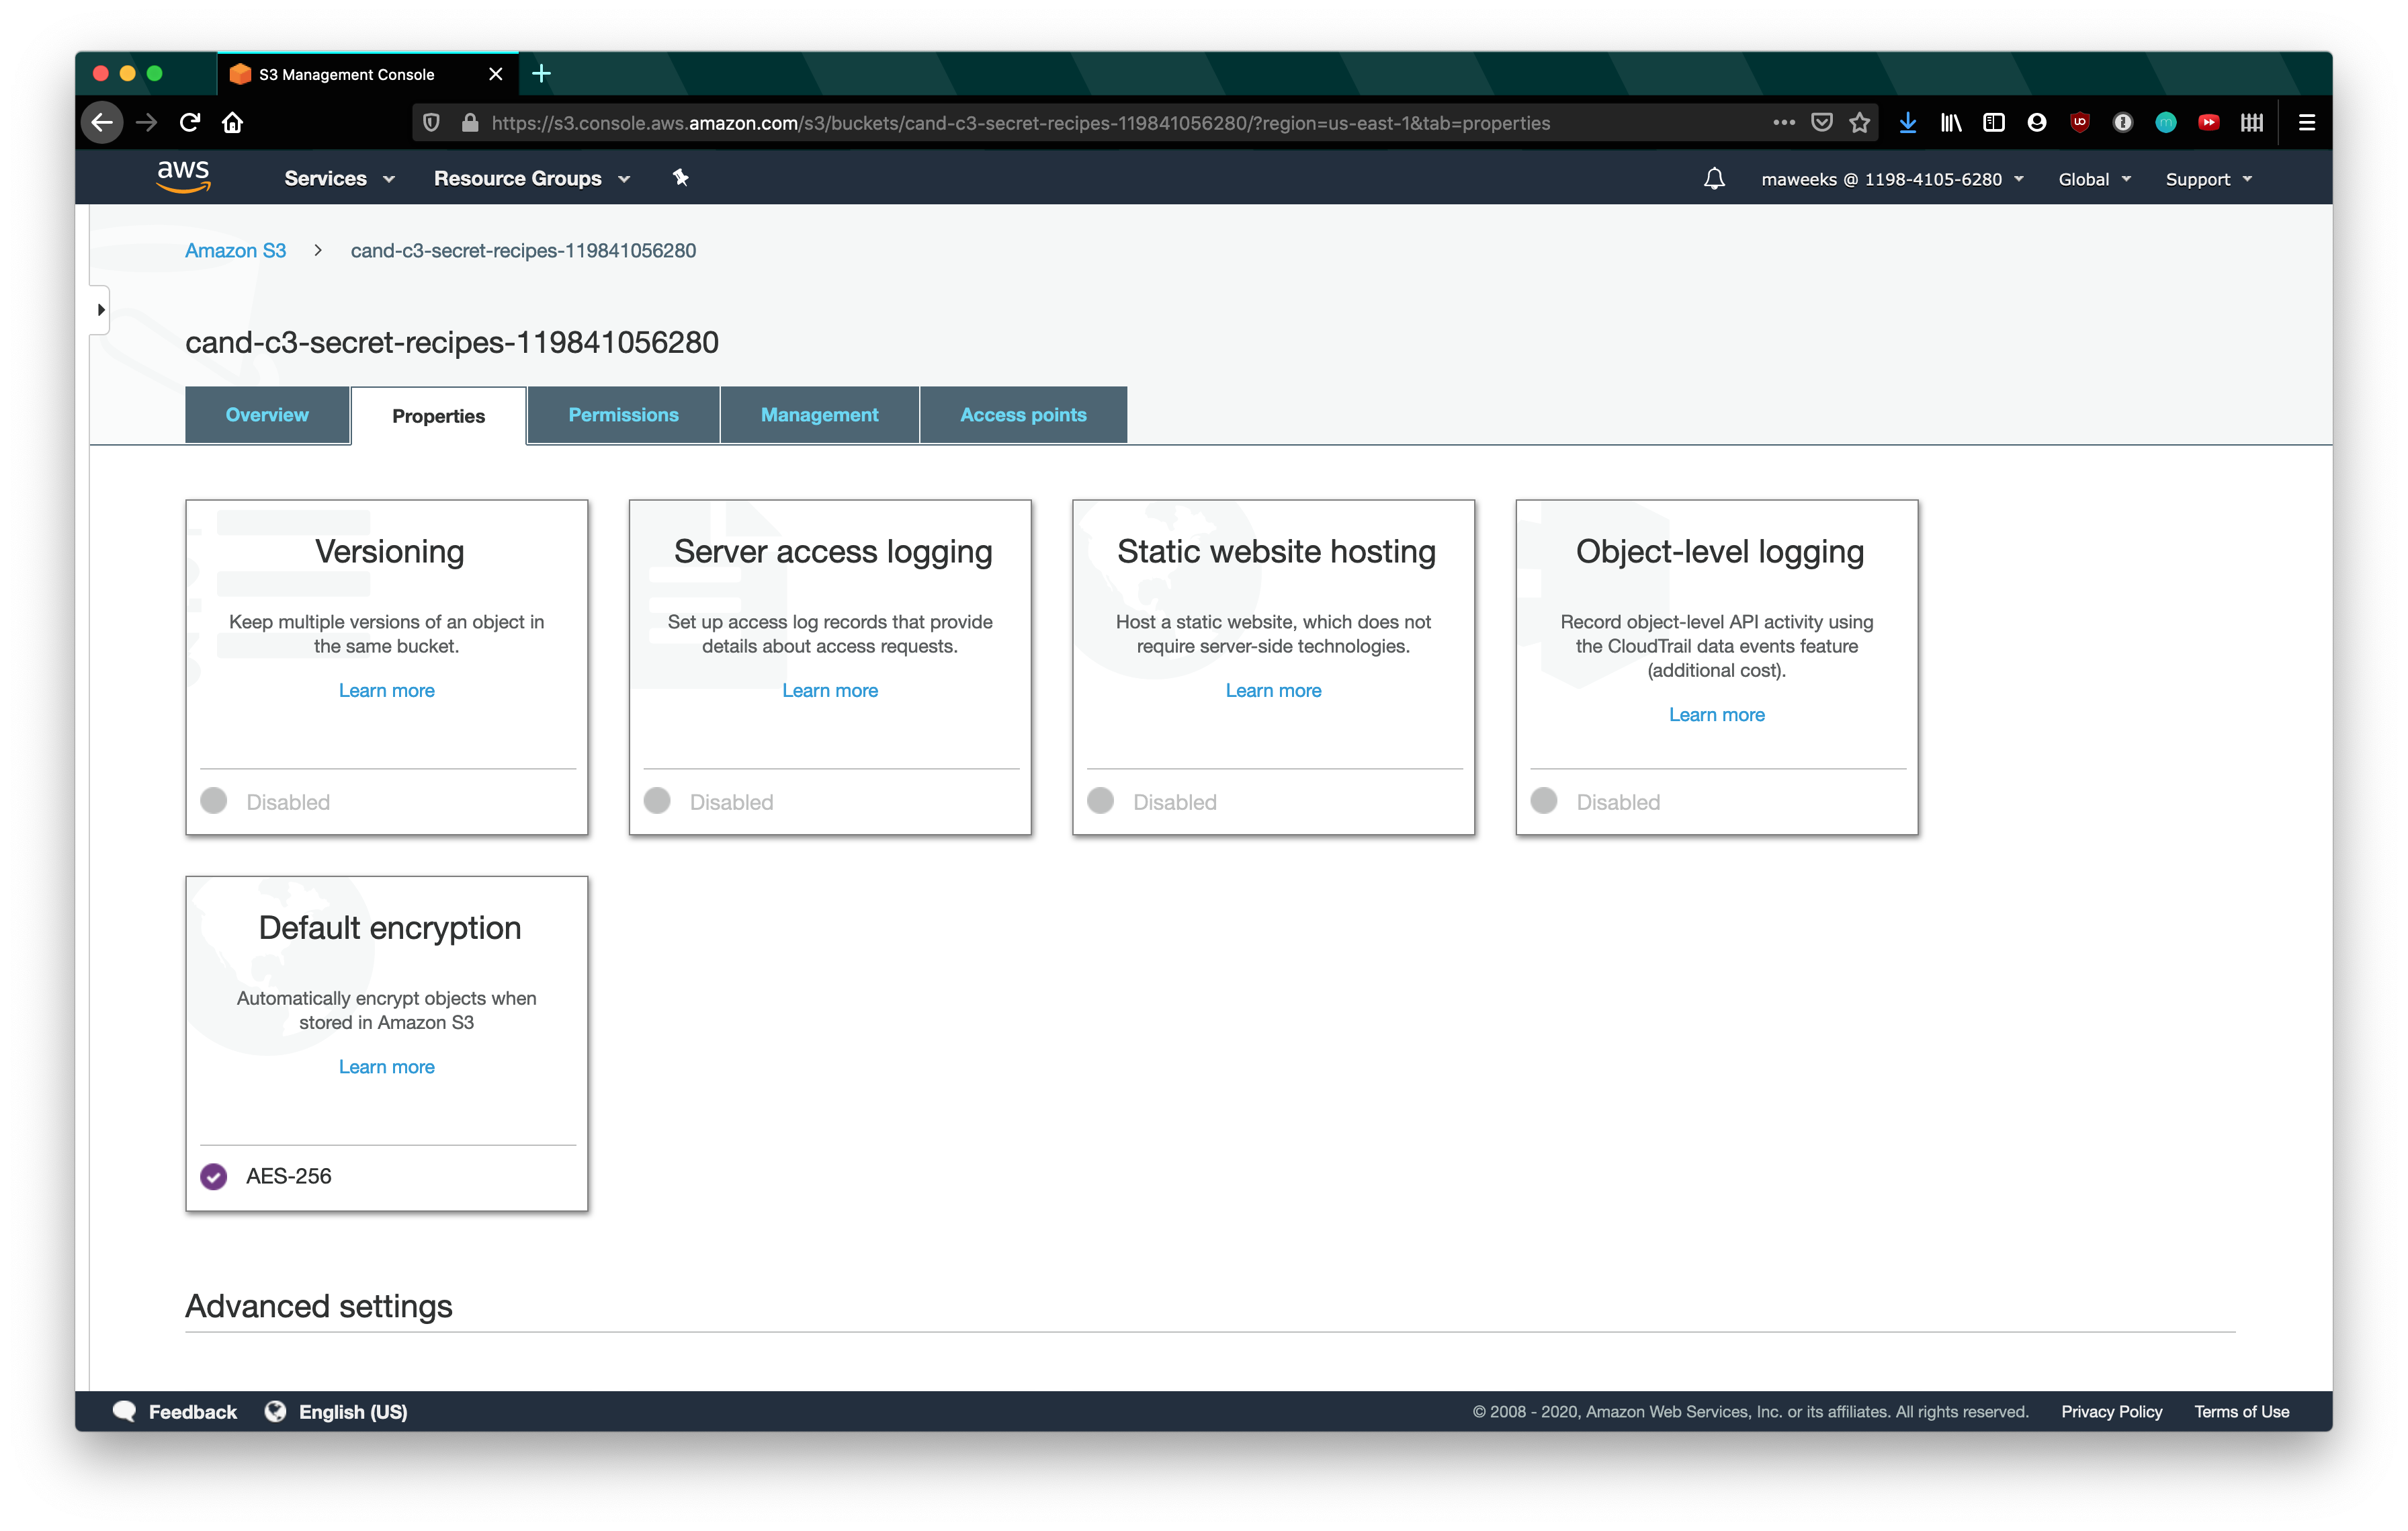 S3 Management Console
https://s3.console.aws.amazon.com/s3/buckets/cand-c3-secret-recipes-119841056280/?region=us-east-1&tab=properties
aws Services Resource Groups maweeks @ 1198-4105-6280 Global Support
Amazon S3 > cand-c3-secret-recipes-119841056280
cand-c3-secret-recipes-119841056280
Overview Properties Permissions Management Access points
Versioning
Keep multiple versions of an object in
the same bucket.
Learn more
Disabled
Server access logging
Set up access log records that provide
details about access requests.
Learn more
Disabled
Static website hosting
Host a static website, which does not
require server-side technologies.
Learn more
Disabled
Object-level logging
Record object-level API activity using
the CloudTrail data events feature
(additional cost).
Learn more
Disabled
Default encryption
Automatically encrypt objects when
stored in Amazon S3
Learn more
AES-256
Advanced settings
Feedback English (US) © 2008 - 2020, Amazon Web Services, Inc. or its affiliates. All rights reserved. Privacy Policy Terms of Use